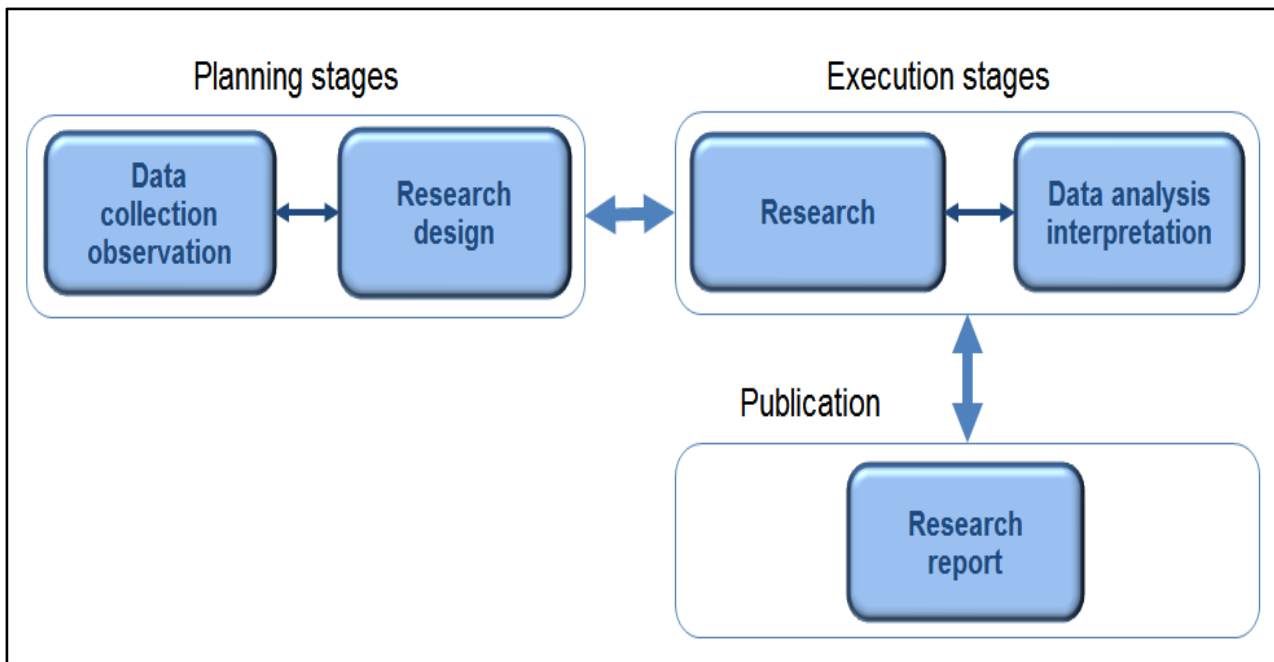 Planning stages
Data
collection
observation
Research
design
Execution stages
Research
Data analysis
interpretation
Publication
Research
report